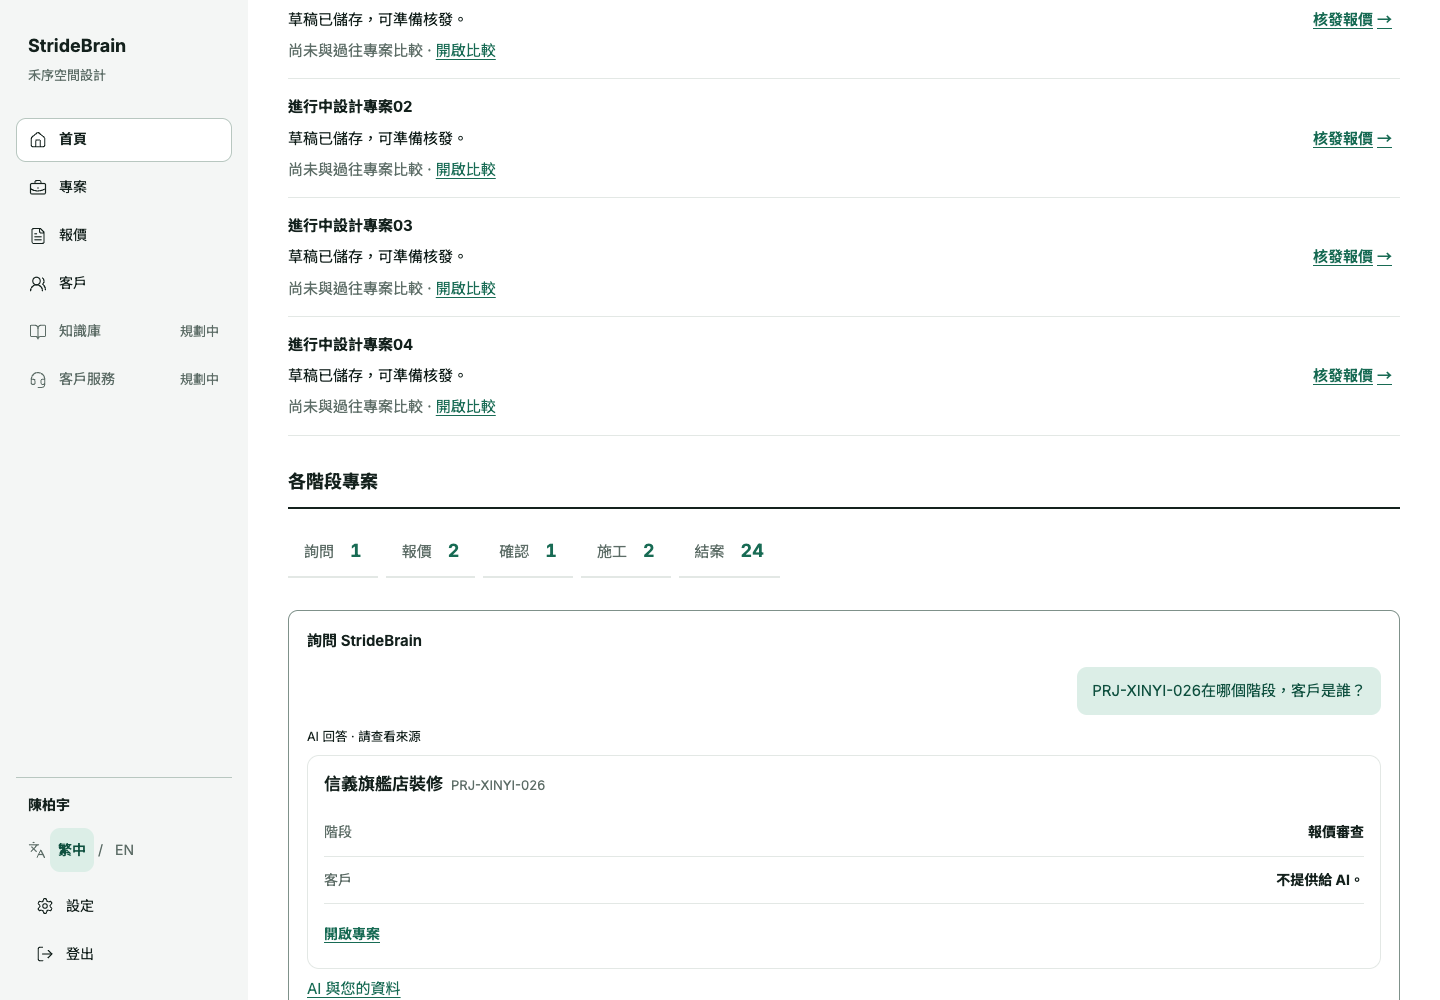 StrideBrain
禾序空間設計
首頁
專案
報價
客戶
知識庫 規劃中
客戶服務 規劃中
陳柏宇
繁中 / EN
設定
登出
草稿已儲存，可準備核發。
核發報價 →
尚未與過往專案比較 · 開啟比較
進行中設計專案02
草稿已儲存，可準備核發。
核發報價 →
尚未與過往專案比較 · 開啟比較
進行中設計專案03
草稿已儲存，可準備核發。
核發報價 →
尚未與過往專案比較 · 開啟比較
進行中設計專案04
草稿已儲存，可準備核發。
核發報價 →
尚未與過往專案比較 · 開啟比較
各階段專案
詢問 1 報價 2 確認 1 施工 2 結案 24
詢問 StrideBrain
PRJ-XINYI-026在哪個階段，客戶是誰？
AI 回答 · 請查看來源
信義旗艦店裝修 PRJ-XINYI-026
階段 報價審查
客戶 不提供給 AI。
開啟專案
AI 與您的資料